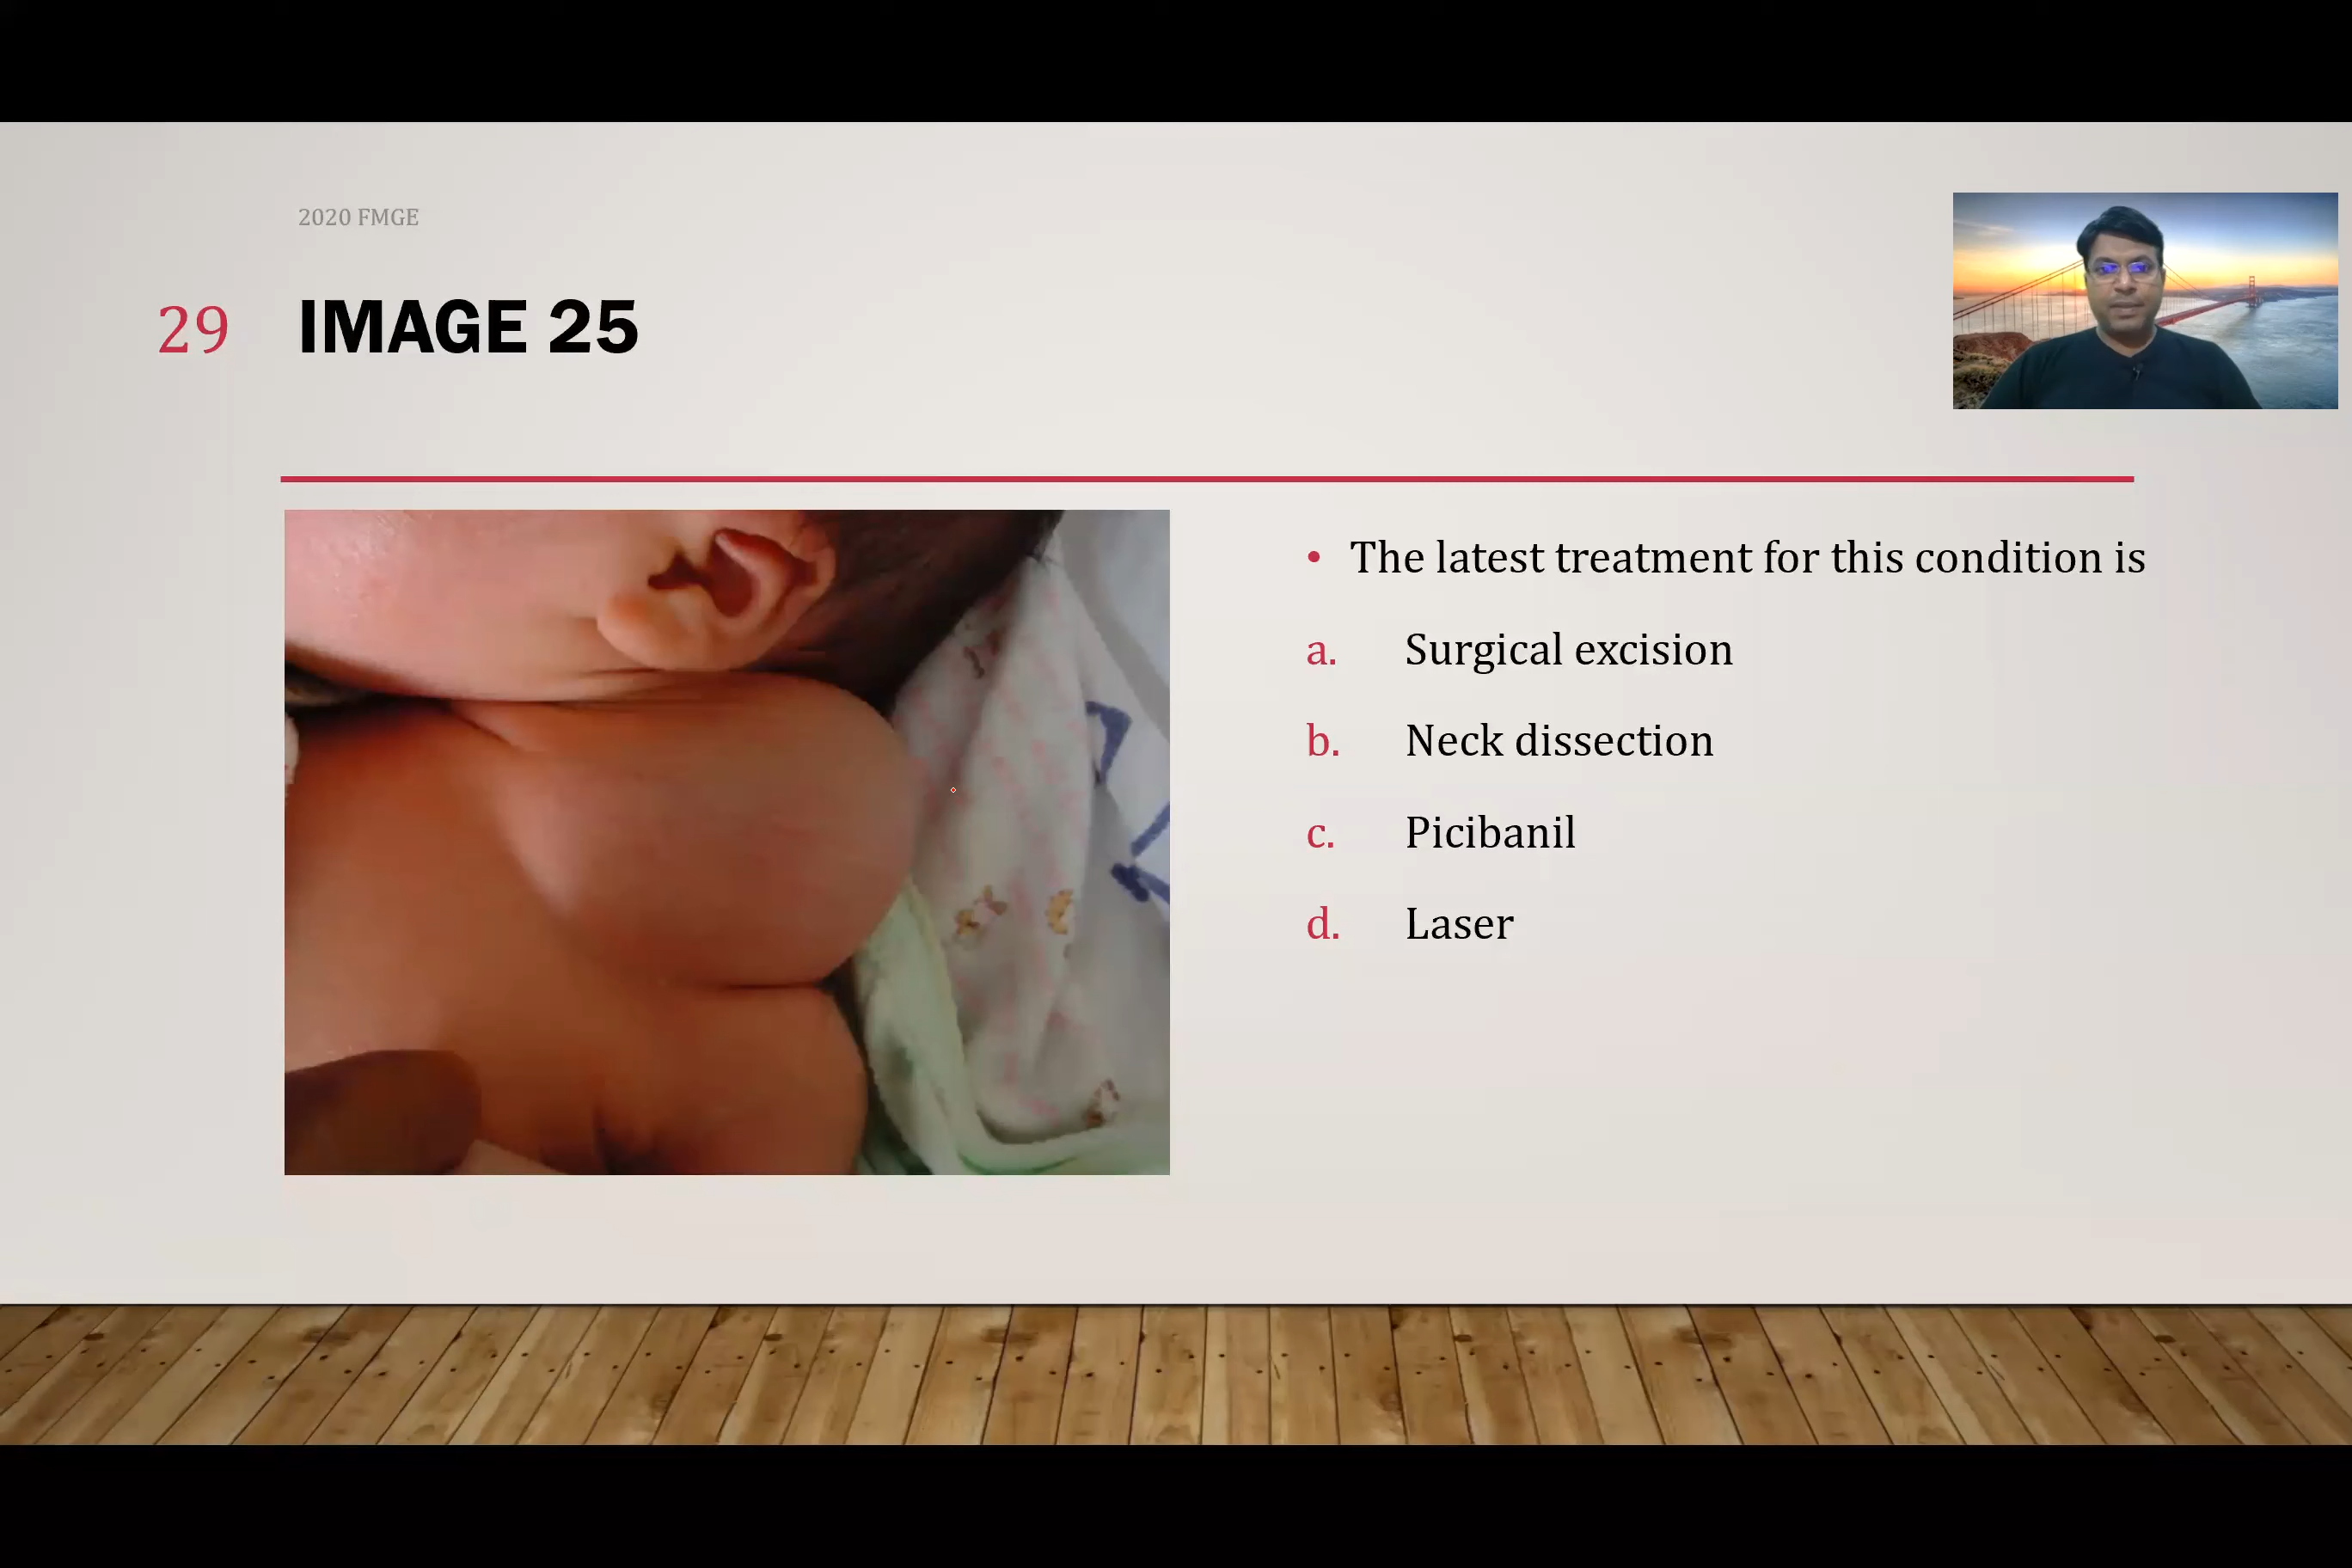 2020 FMGE
29 IMAGE 25
• The latest treatment for this condition is
a. Surgical excision
b. Neck dissection
c. Picibanil
d. Laser